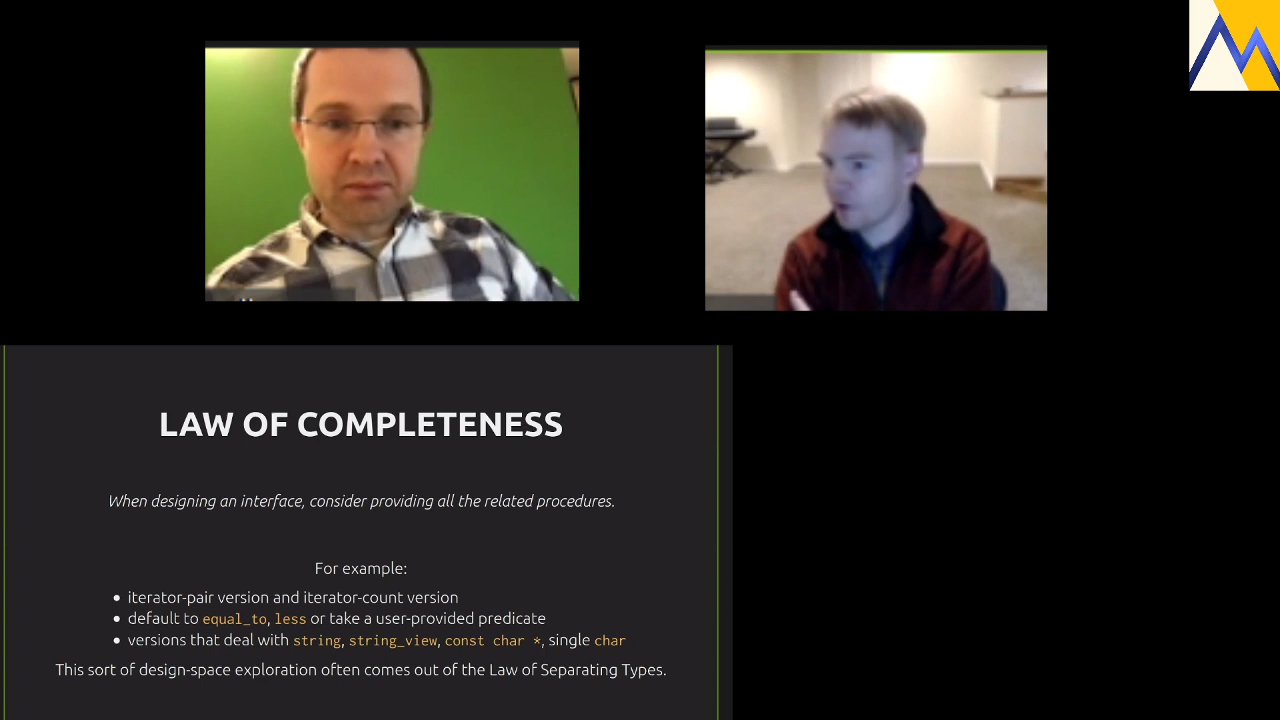 LAW OF COMPLETENESS
When designing an interface, consider providing all the related procedures.
For example:
• iterator-pair version and iterator-count version
• default to equal_to, less or take a user-provided predicate
• versions that deal with string, string_view, const char *, single char
This sort of design-space exploration often comes out of the Law of Separating Types.